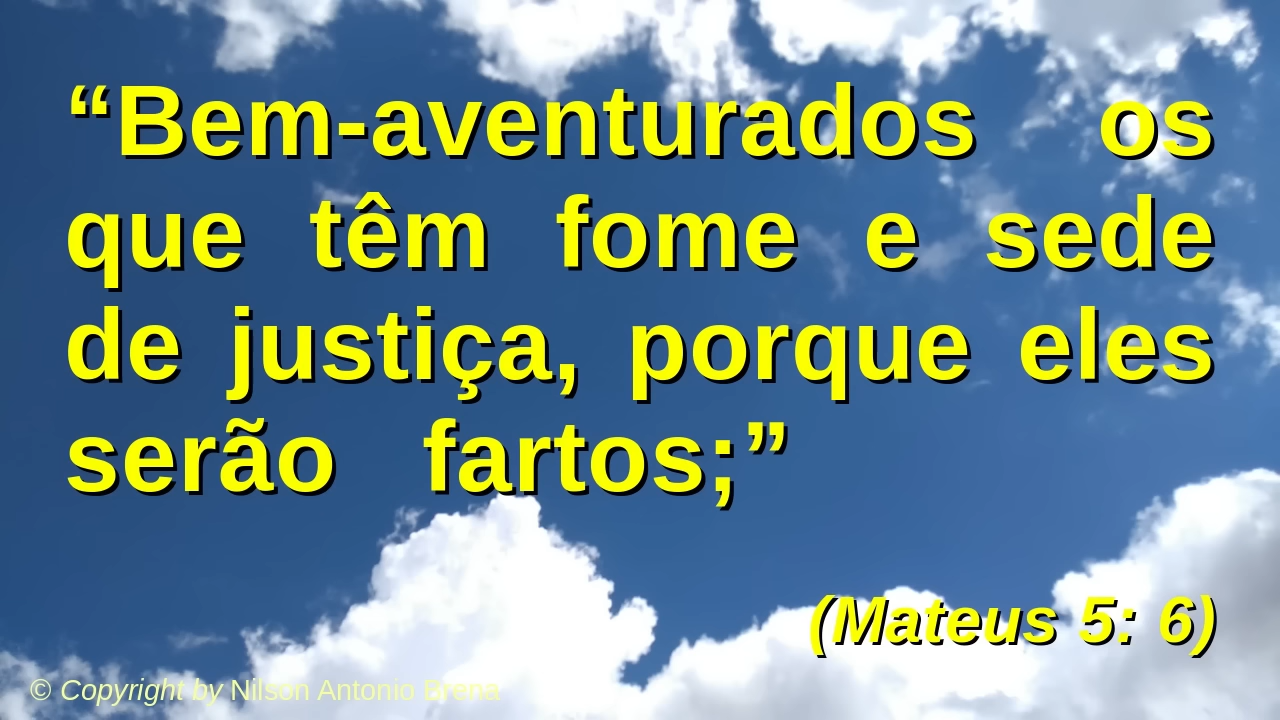 “Bem-aventurados os
que têm fome e sede
de justiça, porque eles
serão fartos;”
(Mateus 5: 6)
© Copyright by Nilson Antonio Brena